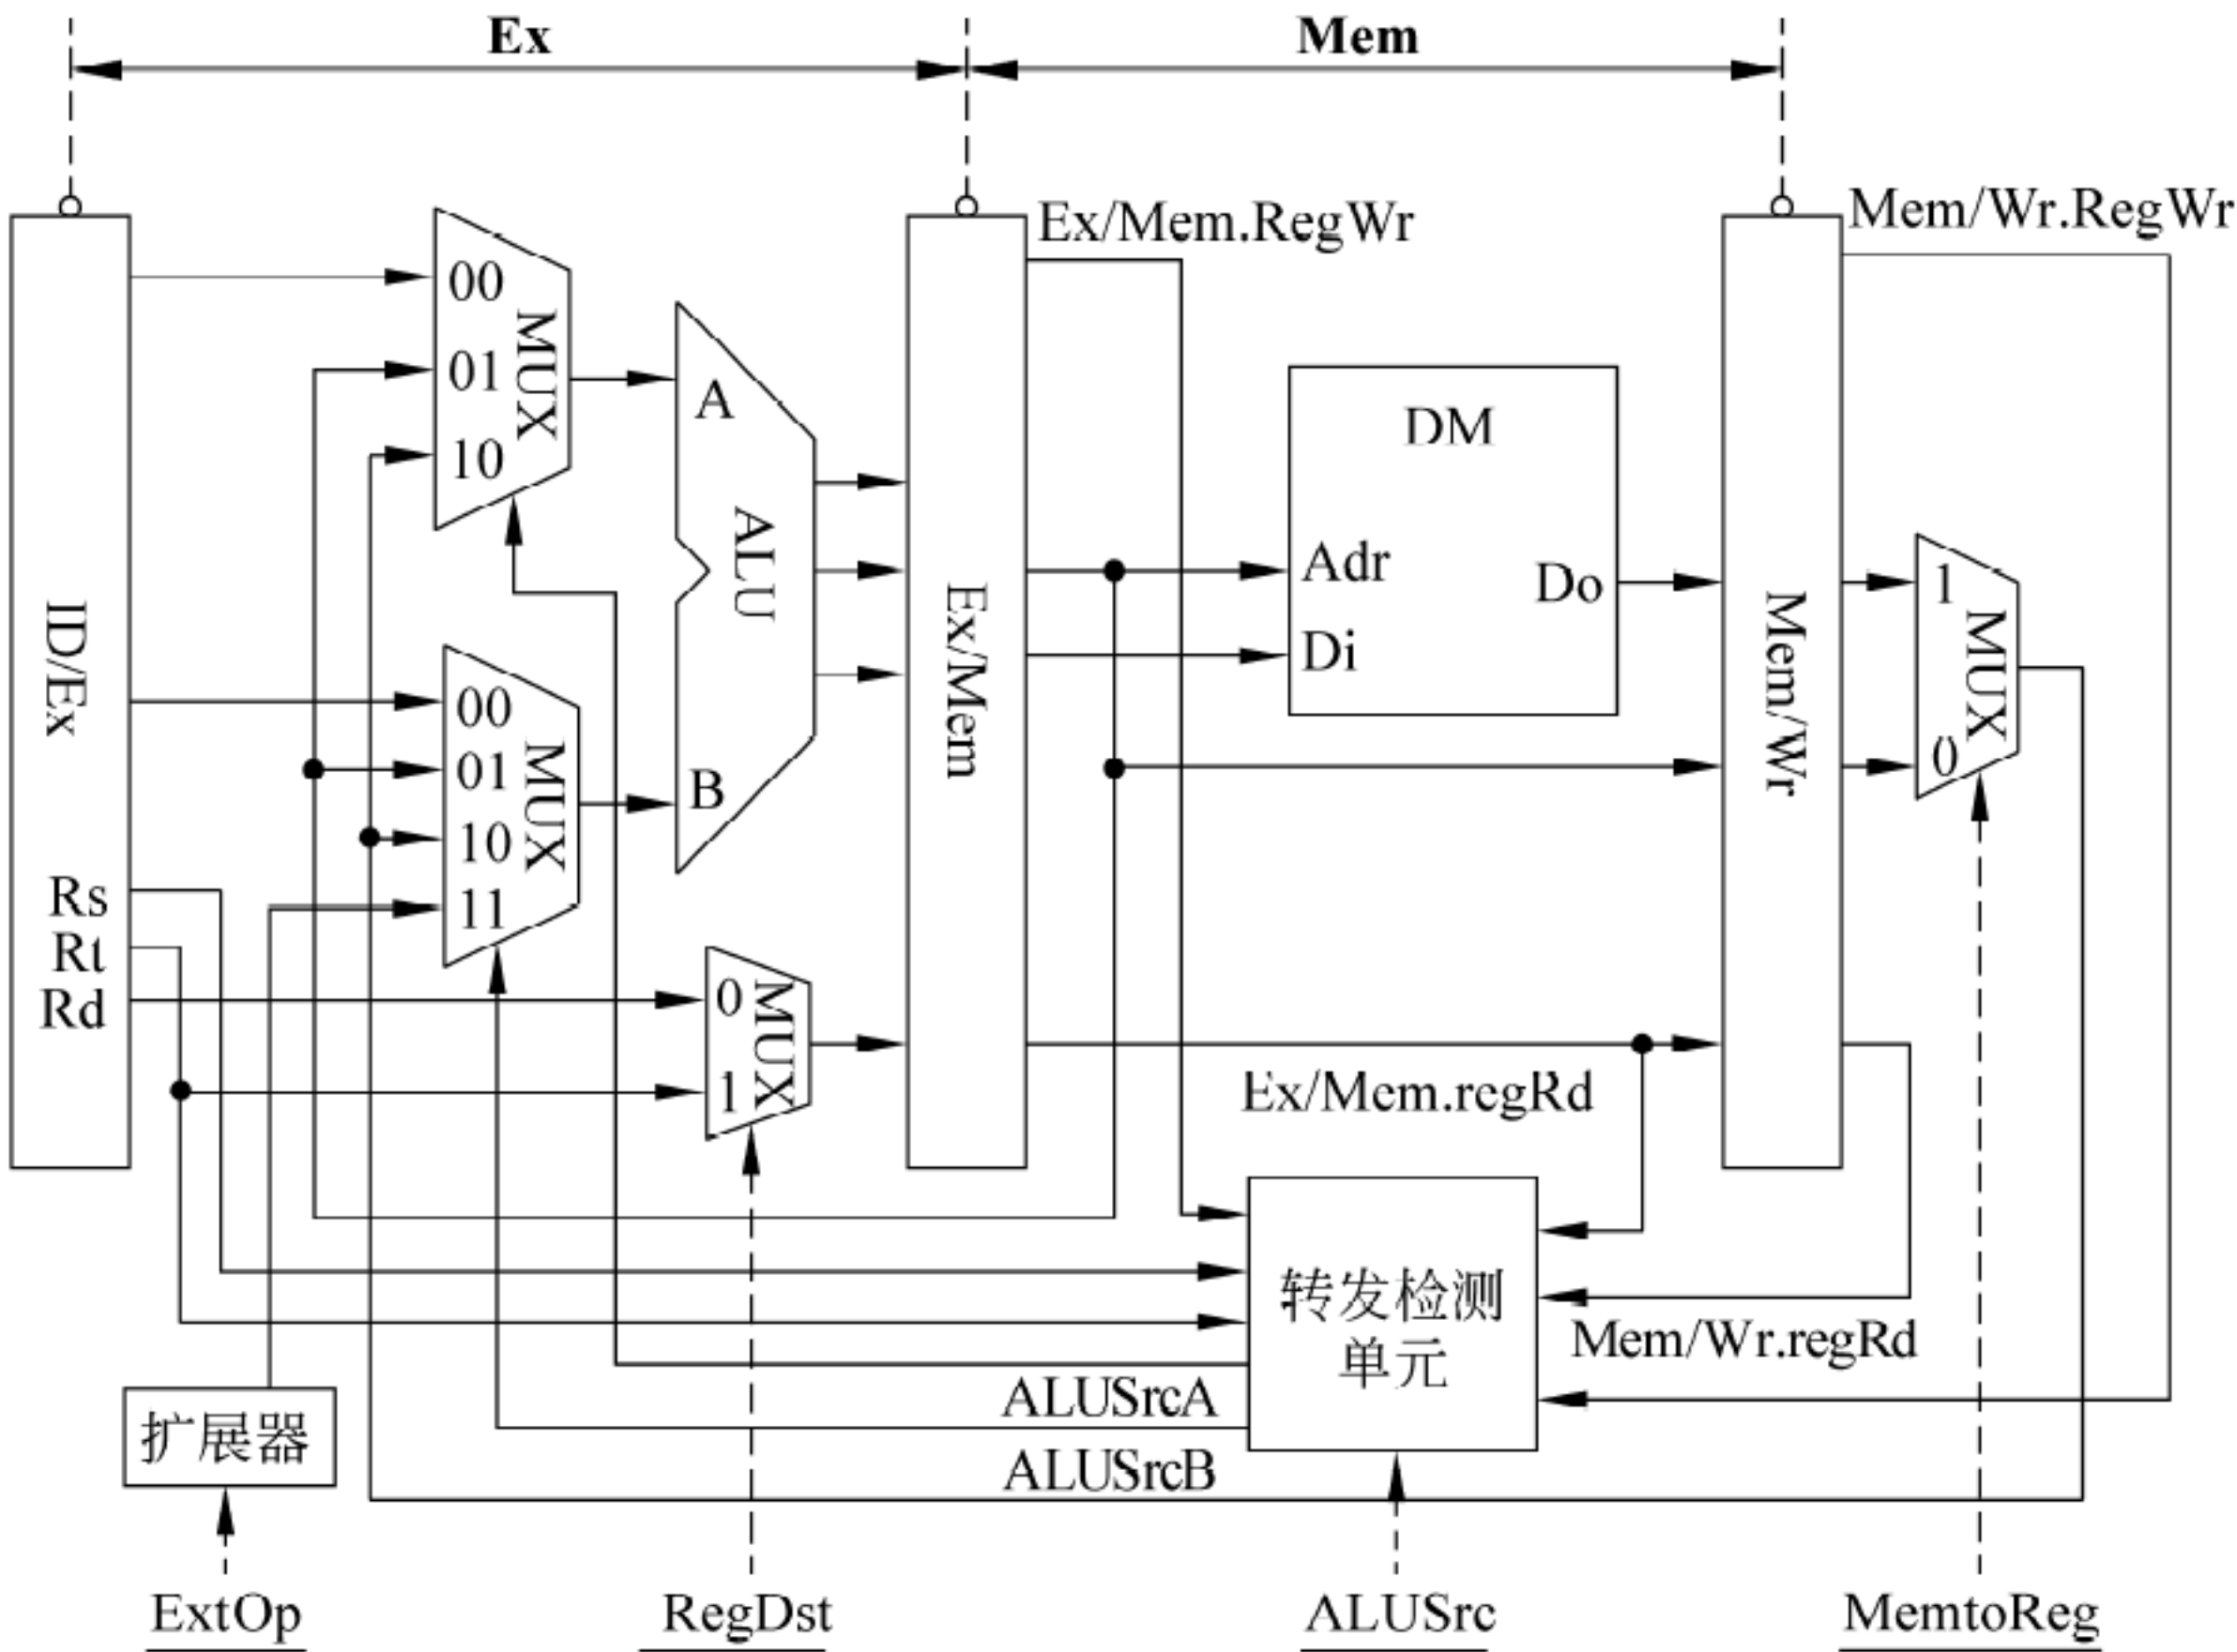 Ex
Mem
Ex/Mem.RegWr
Mem/Wr.RegWr
ID/Ex
00
01
10
MUX
A
ALU
B
00
01
10
11
MUX
Rs
Rt
Rd
0
1
MUX
Ex/Mem
DM
Adr
Di
Do
Mem/Wr
1
0
MUX
Ex/Mem.regRd
转发检测
单元
Mem/Wr.regRd
ALUSrcA
ALUSrcB
扩展器
ExtOp
RegDst
ALUSrc
MemtoReg